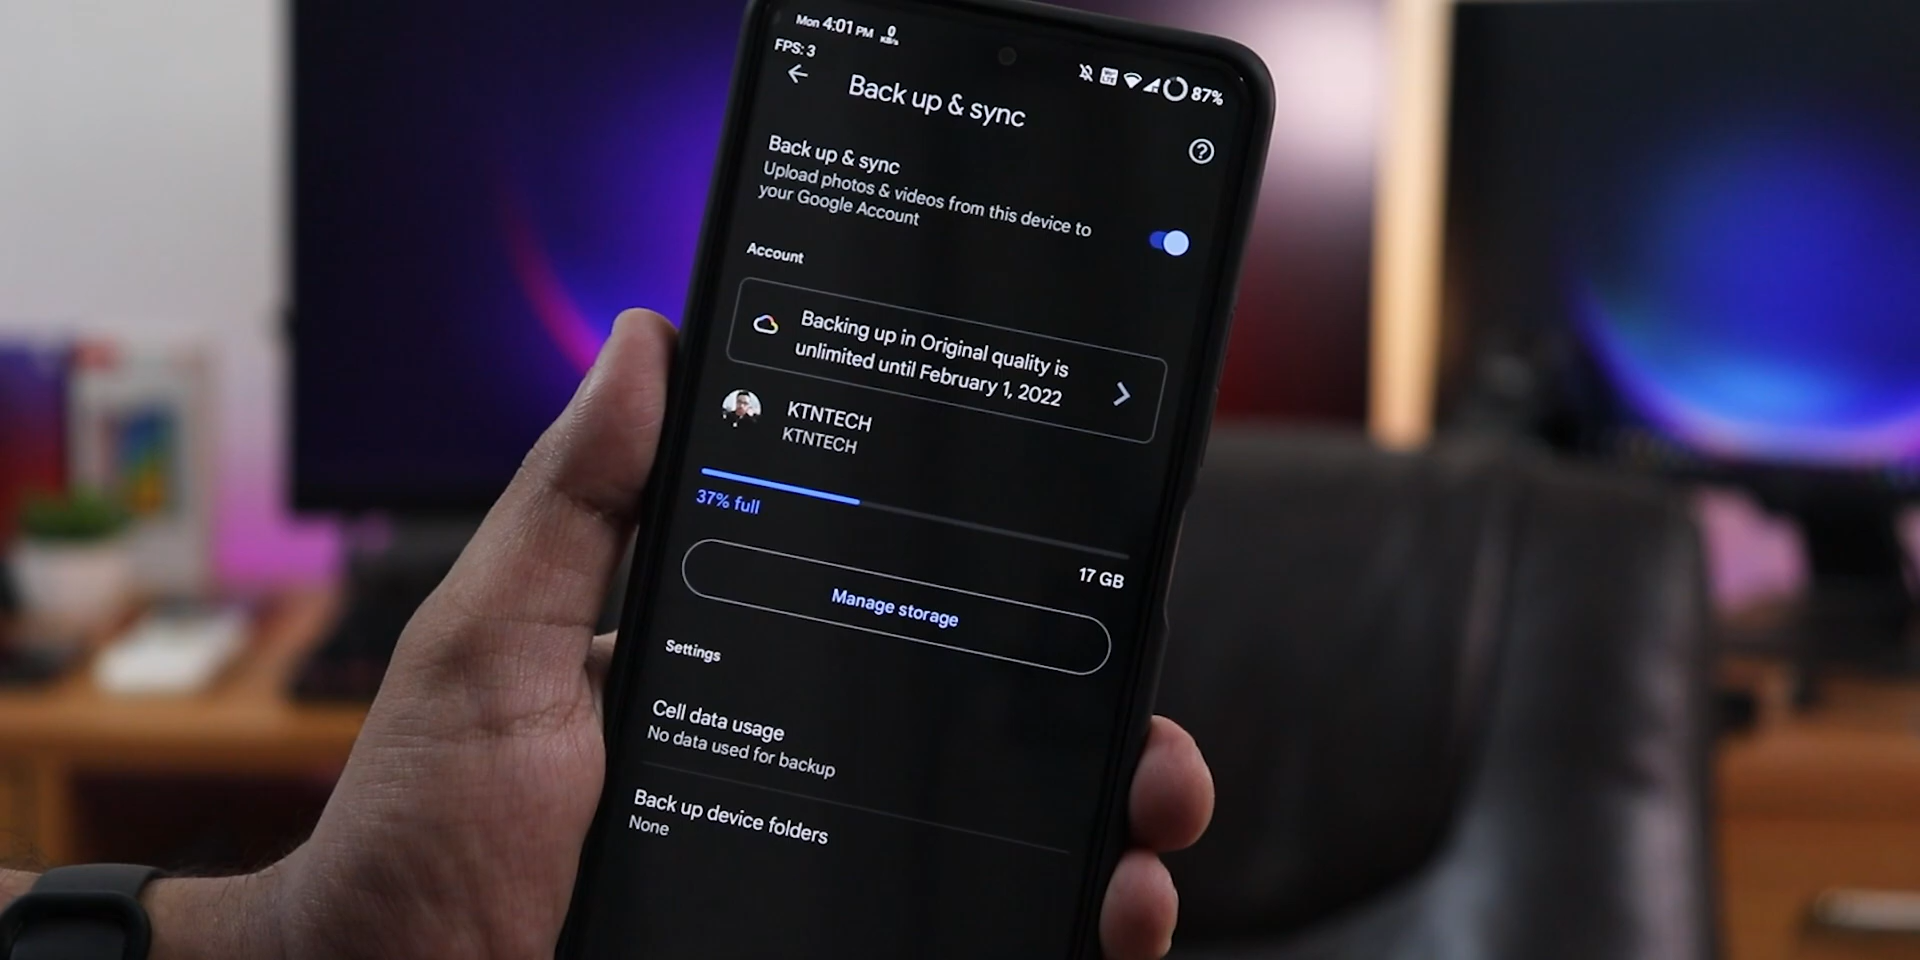 Mon 4:01 PM 0 KB/s
87%
FPS: 3
Back up & sync
Back up & sync
Upload photos & videos from this device to
your Google Account
Account
Backing up in Original quality is
unlimited until February 1, 2022
KTNTECH
KTNTECH
37% full
17 GB
Manage storage
Settings
Cell data usage
No data used for backup
Back up device folders
None